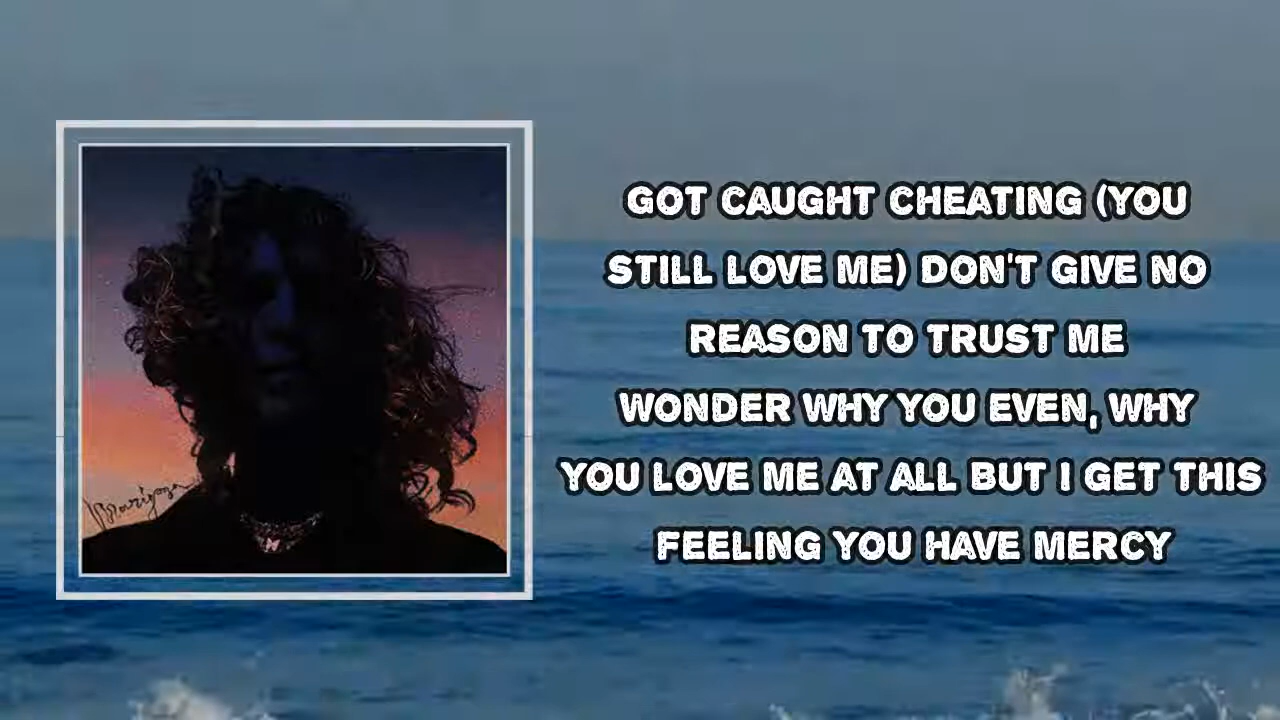 GOT CAUGHT CHEATING (YOU
STILL LOVE ME) DON'T GIVE NO
REASON TO TRUST ME
WONDER WHY YOU EVEN, WHY
YOU LOVE ME AT ALL BUT I GET THIS
FEELING YOU HAVE MERCY